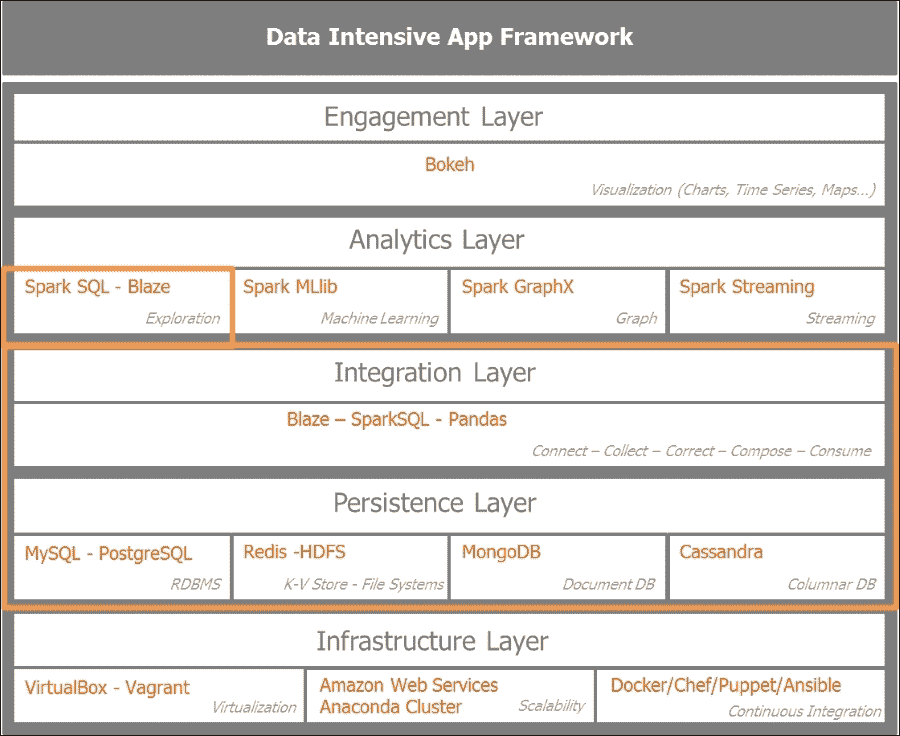 Data Intensive App Framework
Engagement Layer
Bokeh
Visualization (Charts, Time Series, Maps...)
Analytics Layer
Spark SQL - Blaze
Exploration
Spark MLlib
Machine Learning
Spark GraphX
Graph
Spark Streaming
Streaming
Integration Layer
Blaze – SparkSQL - Pandas
Connect – Collect – Correct – Compose – Consume
Persistence Layer
MySQL - PostgreSQL
RDBMS
Redis -HDFS
K-V Store - File Systems
MongoDB
Document DB
Cassandra
Columnar DB
Infrastructure Layer
VirtualBox - Vagrant
Virtualization
Amazon Web Services
Anaconda Cluster
Scalability
Docker/Chef/Puppet/Ansible
Continuous Integration